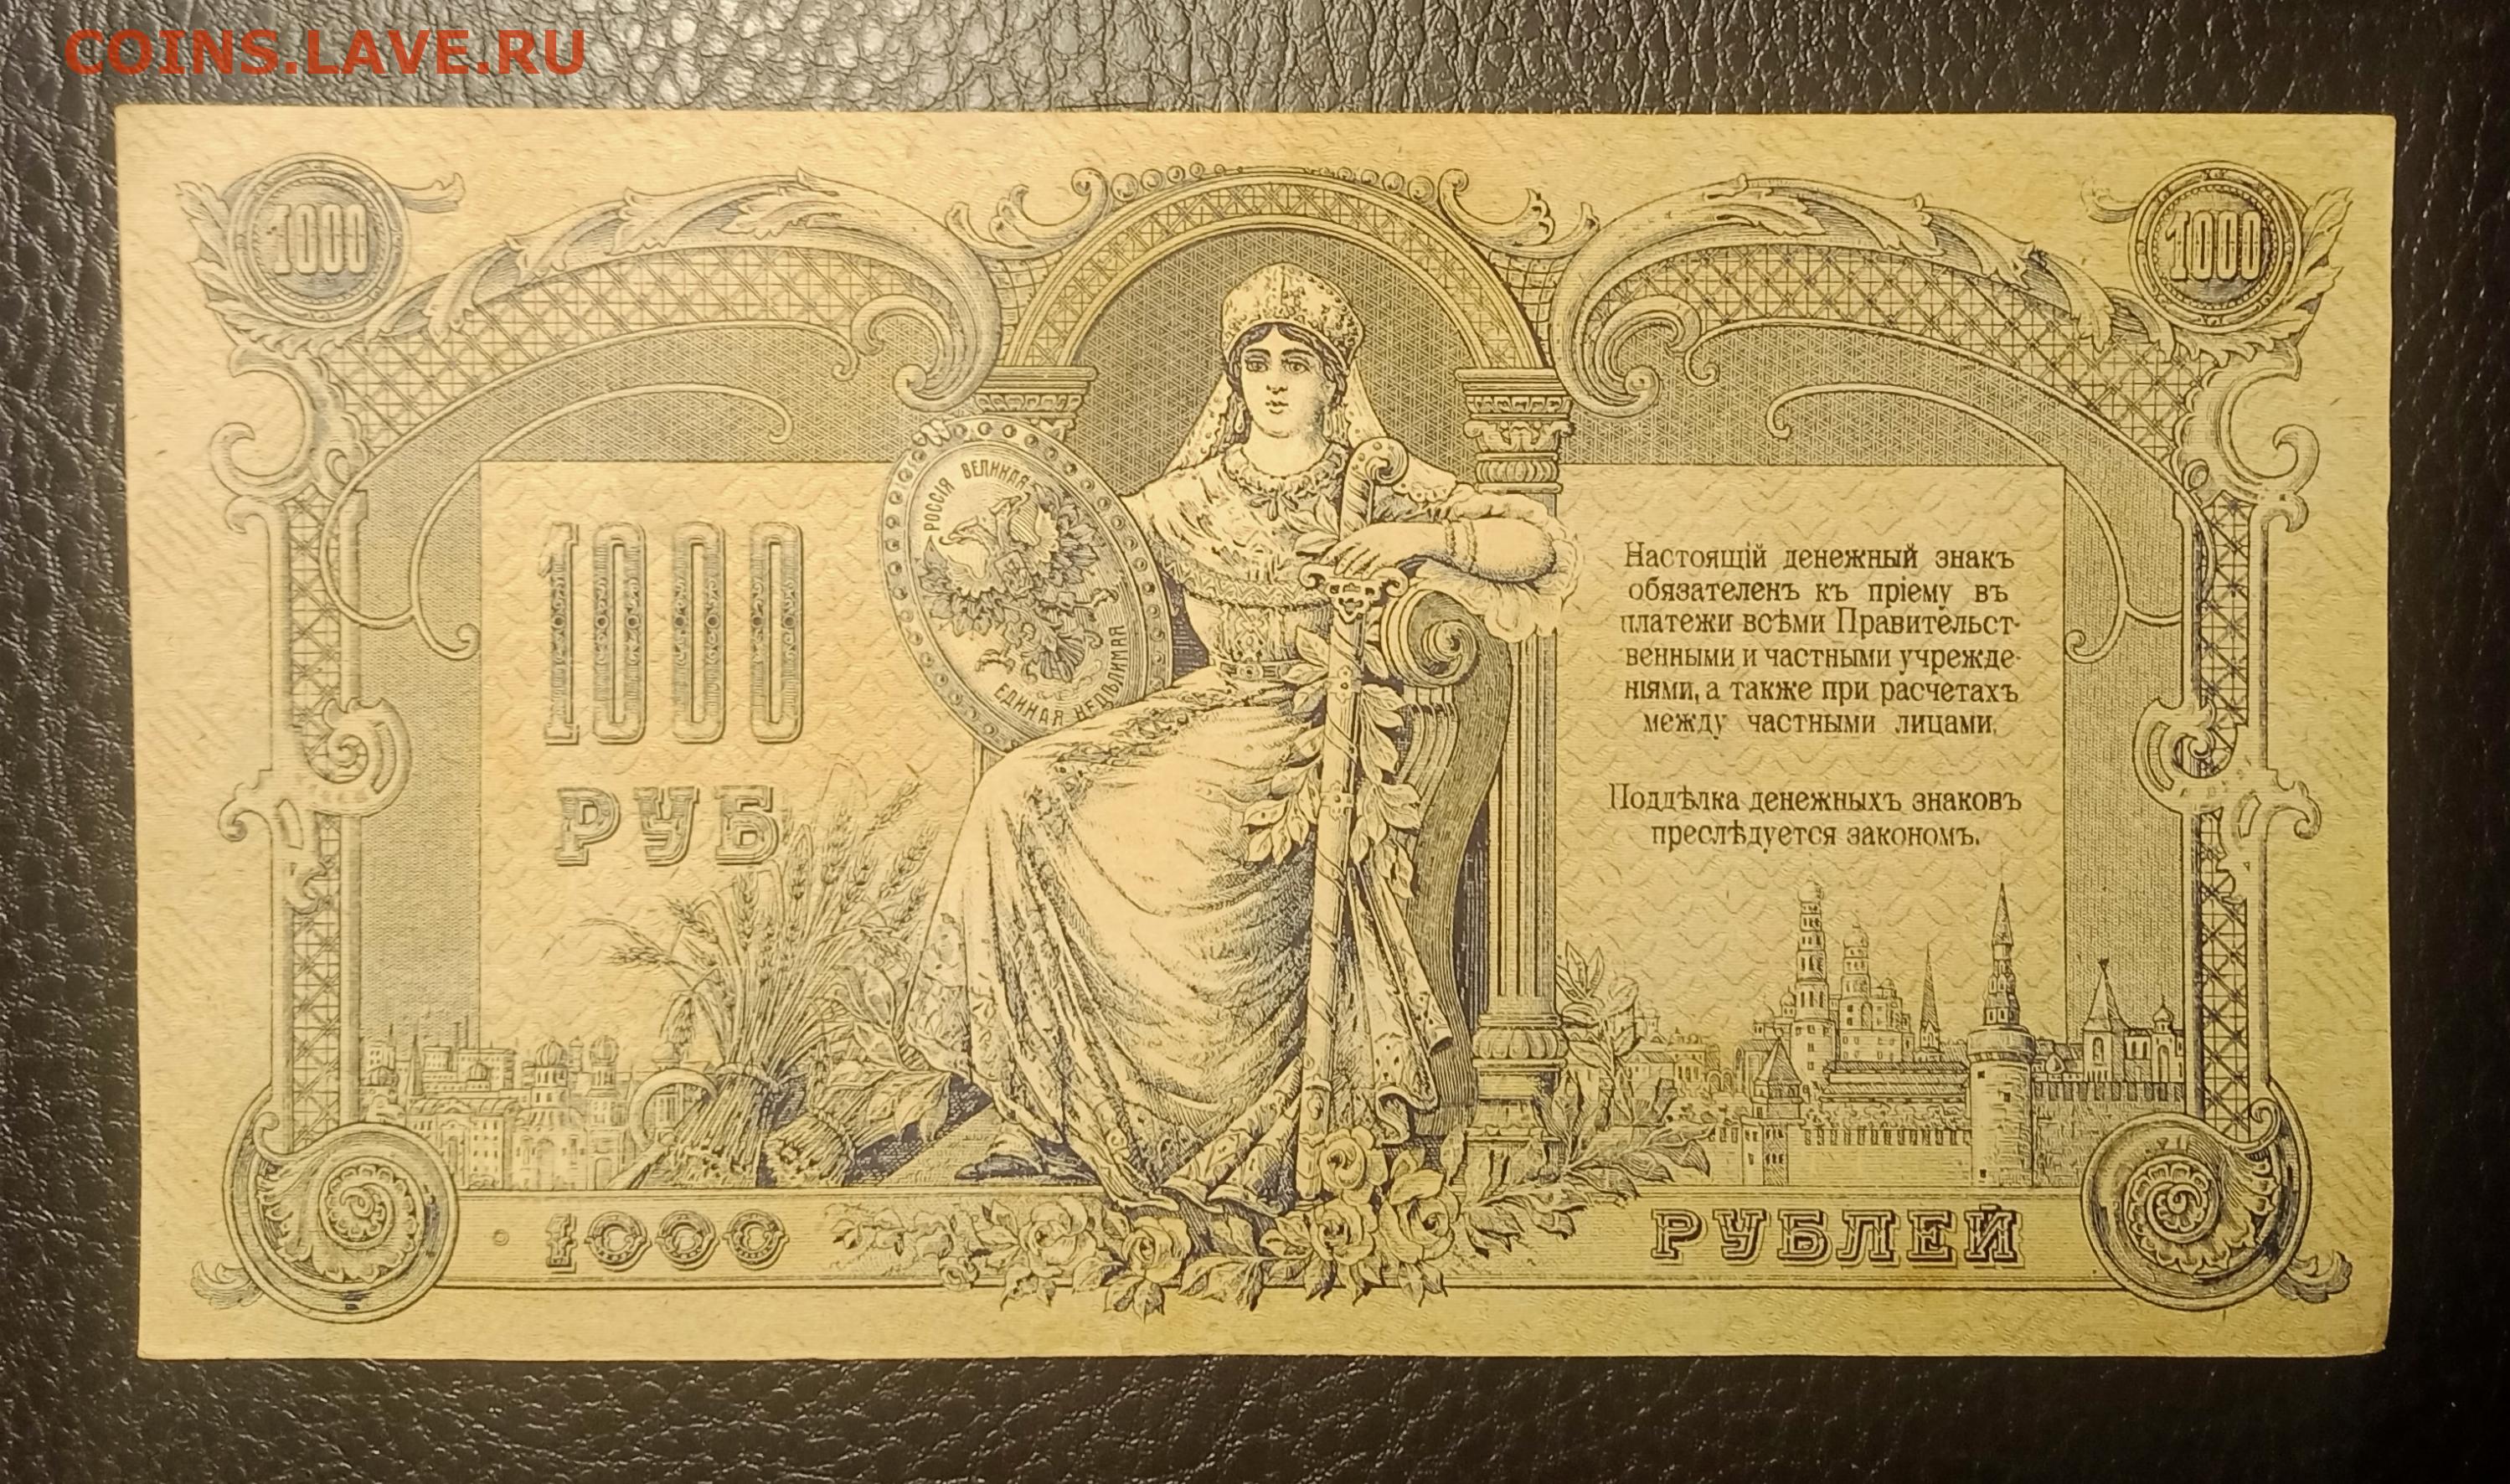 COINS.LAVE.RU
1000
1000
РОССІЯ ВЕЛИКАЯ
ЕДИНАЯ НЕДѢЛИМАЯ
1000
РУБ
Настоящій денежный знакъ
обязателенъ къ пріему въ
платежи всѣми Правительст-
венными и частными учрежде-
ніями, а также при расчетахъ
между частными лицами.
Поддѣлка денежныхъ знаковъ
преслѣдуется закономъ.
1000
РУБЛЕЙ